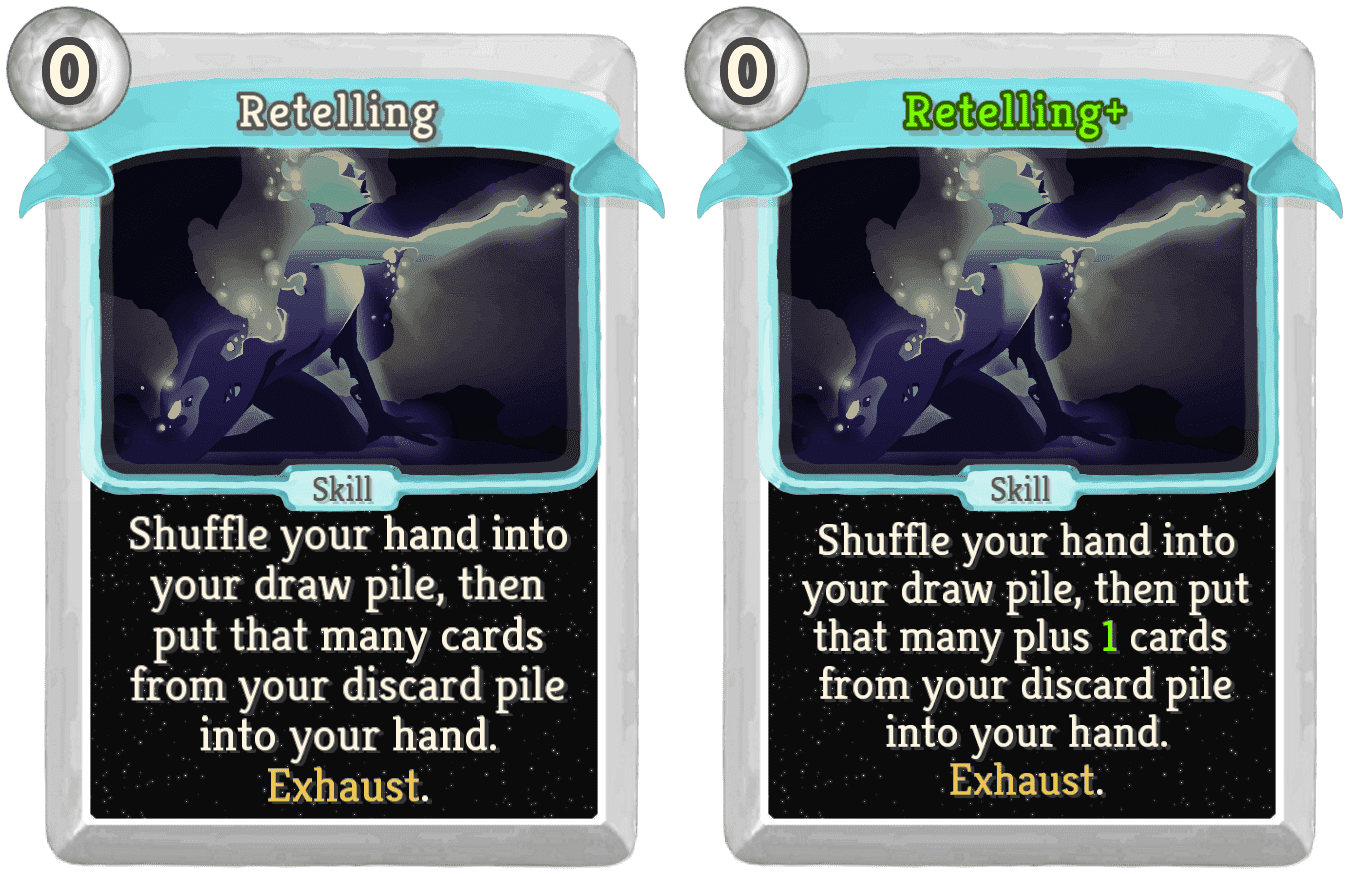 0
Retelling
Skill
Shuffle your hand into
your draw pile, then
put that many cards
from your discard pile
into your hand.
Exhaust.
0
Retelling+
Skill
Shuffle your hand into
your draw pile, then put
that many plus 1 cards
from your discard pile
into your hand.
Exhaust.